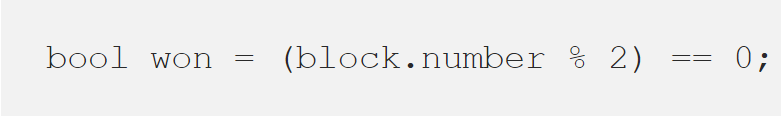 bool won = (block.number % 2) == 0;